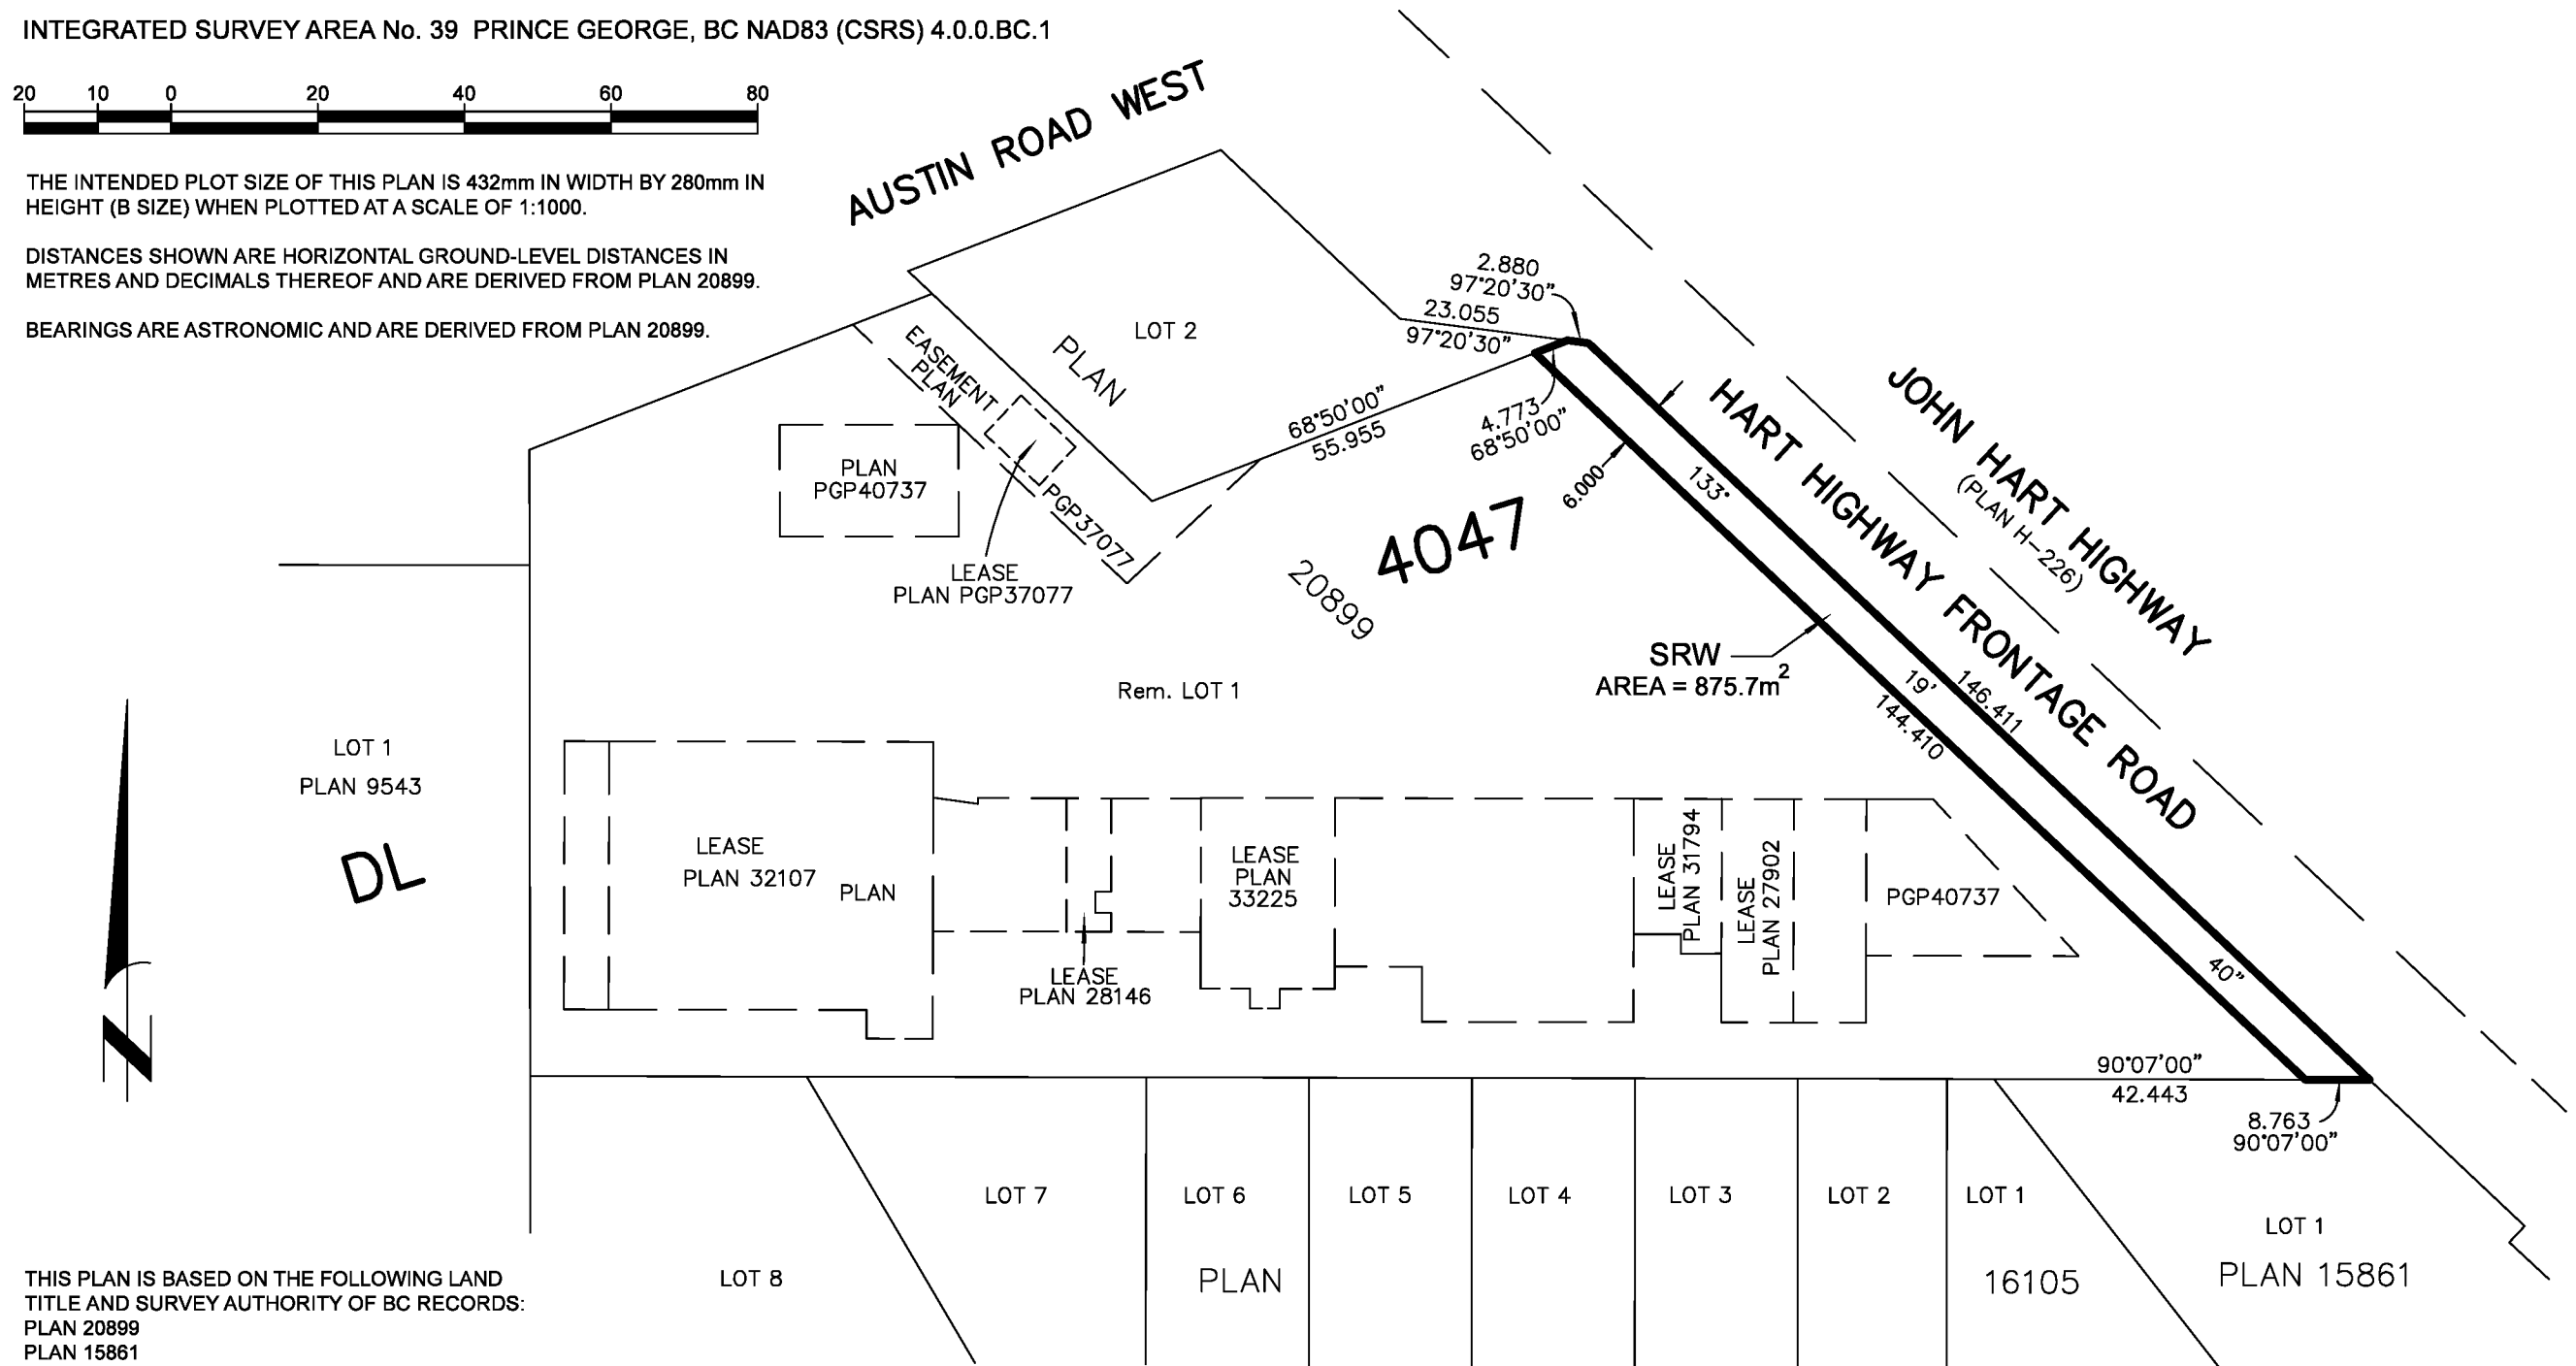 INTEGRATED SURVEY AREA No. 39 PRINCE GEORGE, BC NAD83 (CSRS) 4.0.0.BC.1
20 10 0 20 40 60 80
THE INTENDED PLOT SIZE OF THIS PLAN IS 432mm IN WIDTH BY 280mm IN
HEIGHT (B SIZE) WHEN PLOTTED AT A SCALE OF 1:1000.
DISTANCES SHOWN ARE HORIZONTAL GROUND-LEVEL DISTANCES IN
METRES AND DECIMALS THEREOF AND ARE DERIVED FROM PLAN 20899.
BEARINGS ARE ASTRONOMIC AND ARE DERIVED FROM PLAN 20899.
AUSTIN ROAD WEST
LOT 2
PLAN
20899
EASEMENT
PLAN
PGP37077
PLAN
PGP40737
LEASE
PLAN PGP37077
2.880
97°20'30"
23.055
97°20'30"
68°50'00"
55.955
4.773
68°50'00"
6.000
133°
19'
40"
146.411
144.410
JOHN HART HIGHWAY
(PLAN H-226)
HART HIGHWAY FRONTAGE ROAD
4047
SRW
AREA = 875.7m²
Rem. LOT 1
LOT 1
PLAN 9543
DL
LEASE
PLAN 32107
PLAN
LEASE
PLAN 28146
LEASE
PLAN
33225
LEASE
PLAN 31794
LEASE
PLAN 27902
PGP40737
90°07'00"
42.443
8.763
90°07'00"
N
LOT 8
LOT 7
LOT 6
LOT 5
LOT 4
LOT 3
LOT 2
LOT 1
PLAN
16105
LOT 1
PLAN 15861
THIS PLAN IS BASED ON THE FOLLOWING LAND
TITLE AND SURVEY AUTHORITY OF BC RECORDS:
PLAN 20899
PLAN 15861